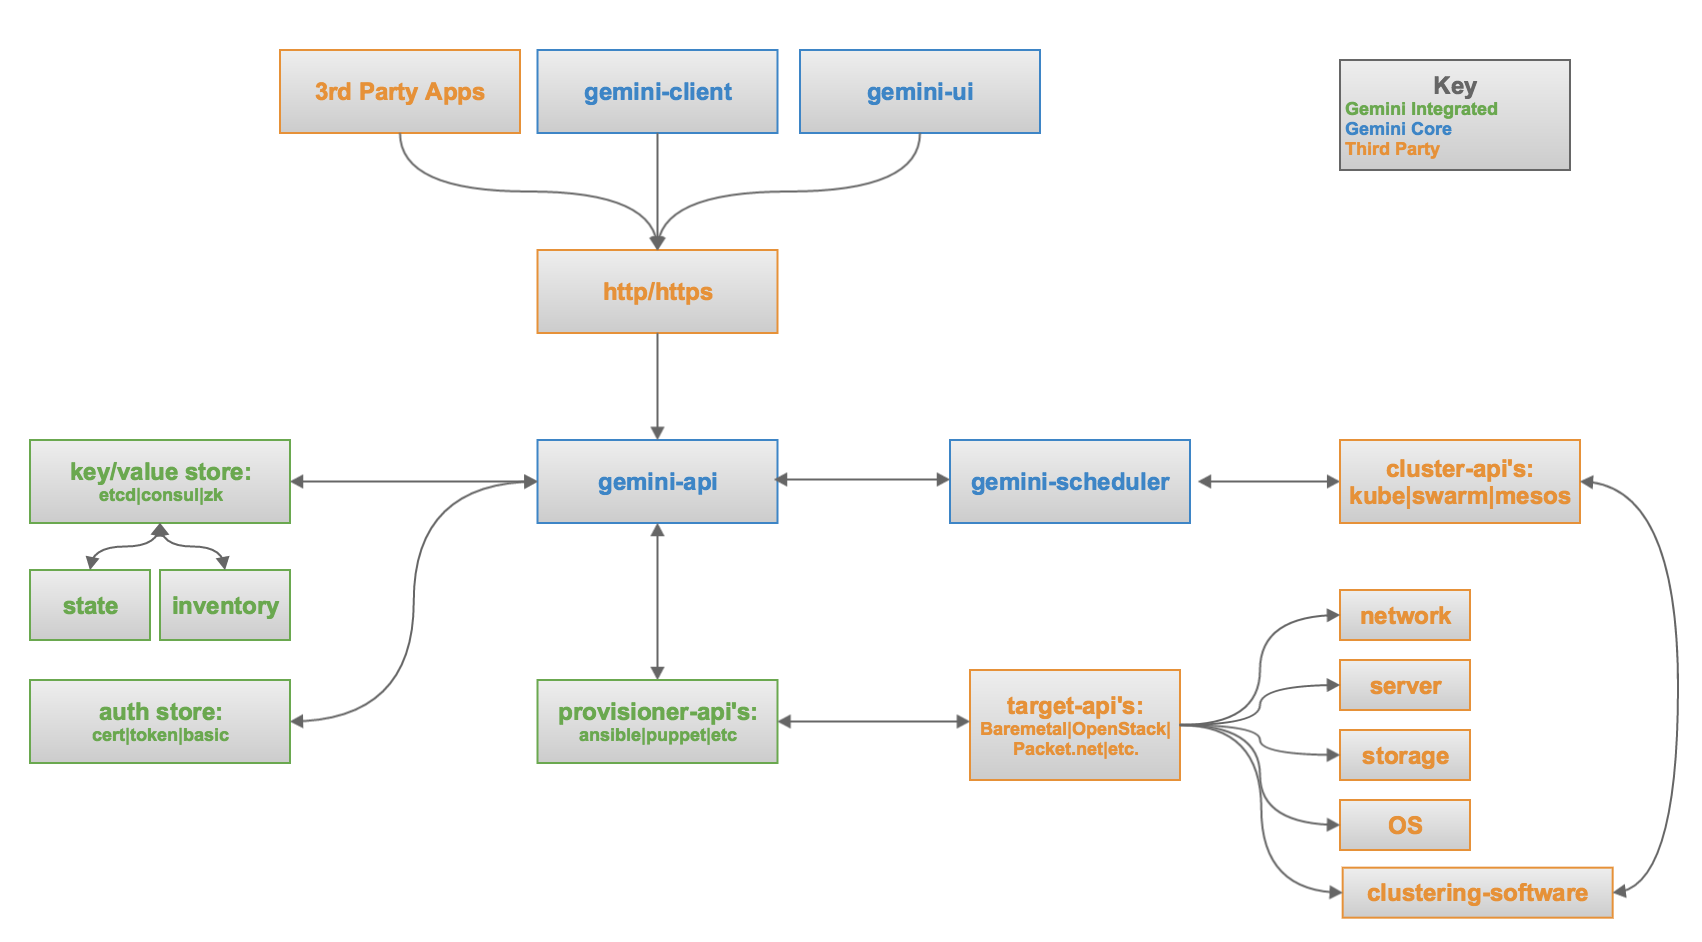 3rd Party Apps
gemini-client
gemini-ui
Key
Gemini Integrated
Gemini Core
Third Party
http/https
key/value store:
etcd|consul|zk
gemini-api
gemini-scheduler
cluster-api's:
kube|swarm|mesos
state
inventory
network
server
auth store:
cert|token|basic
provisioner-api's:
ansible|puppet|etc
target-api's:
Baremetal|OpenStack|
Packet.net|etc.
storage
OS
clustering-software